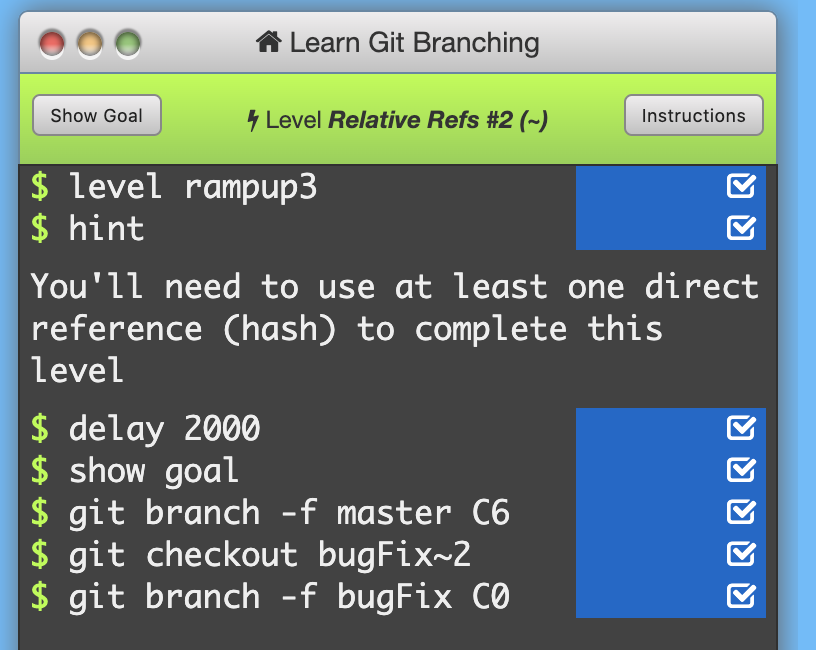 Learn Git Branching
Show Goal
Level Relative Refs #2 (~)
Instructions
$ level rampup3
$ hint
You'll need to use at least one direct
reference (hash) to complete this
level
$ delay 2000
$ show goal
$ git branch -f master C6
$ git checkout bugFix~2
$ git branch -f bugFix C0